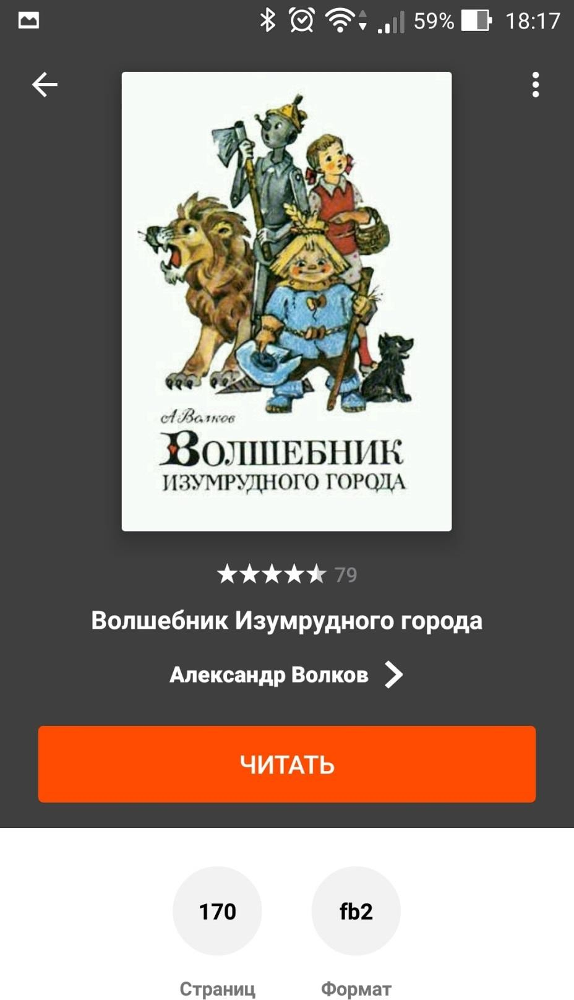 59% 18:17
А. Волков
Волшебник
изумрудного города
79
Волшебник Изумрудного города
Александр Волков
ЧИТАТЬ
170 fb2
Страниц Формат